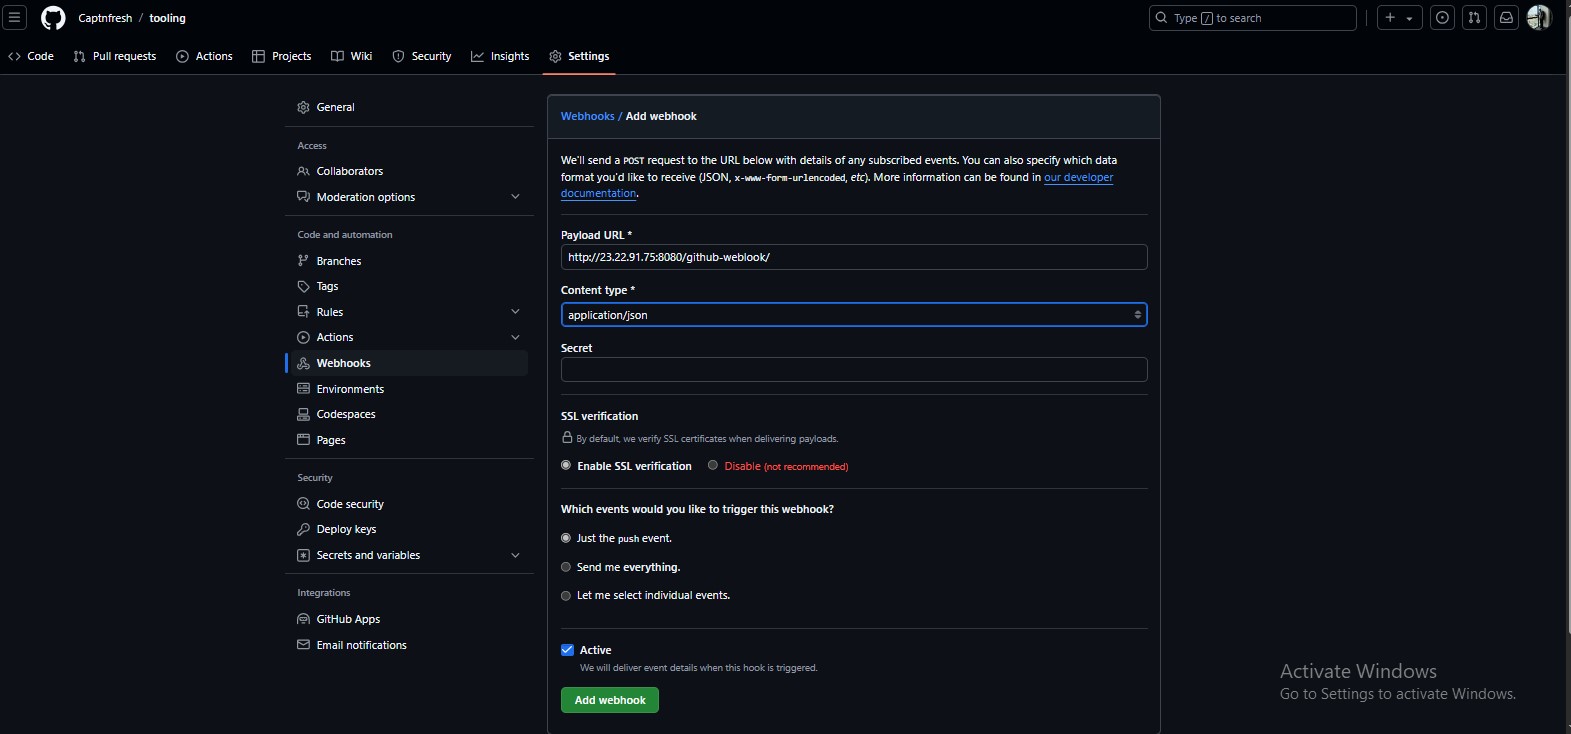 Captnfresh / tooling
Type / to search
Code Pull requests Actions Projects Wiki Security Insights Settings
General
Access
Collaborators
Moderation options
Code and automation
Branches
Tags
Rules
Actions
Webhooks
Environments
Codespaces
Pages
Security
Code security
Deploy keys
Secrets and variables
Integrations
GitHub Apps
Email notifications
Webhooks / Add webhook
We'll send a POST request to the URL below with details of any subscribed events. You can also specify which data
format you'd like to receive (JSON, x-www-form-urlencoded, etc). More information can be found in our developer
documentation.
Payload URL *
http://23.22.91.75:8080/github-weblook/
Content type *
application/json
Secret
SSL verification
By default, we verify SSL certificates when delivering payloads.
Enable SSL verification Disable (not recommended)
Which events would you like to trigger this webhook?
Just the push event.
Send me everything.
Let me select individual events.
Active
We will deliver event details when this hook is triggered.
Add webhook
Activate Windows
Go to Settings to activate Windows.